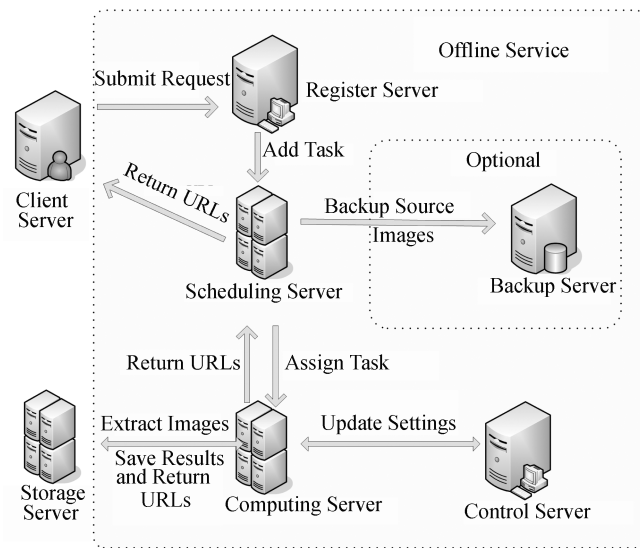 Offline Service
Submit Request
Register Server
Add Task
Optional
Return URLs
Client
Server
Backup Source
Images
Scheduling Server
Backup Server
Return URLs
Assign Task
Extract Images
Update Settings
Save Results
and Return
URLs
Storage
Server
Computing Server
Control Server